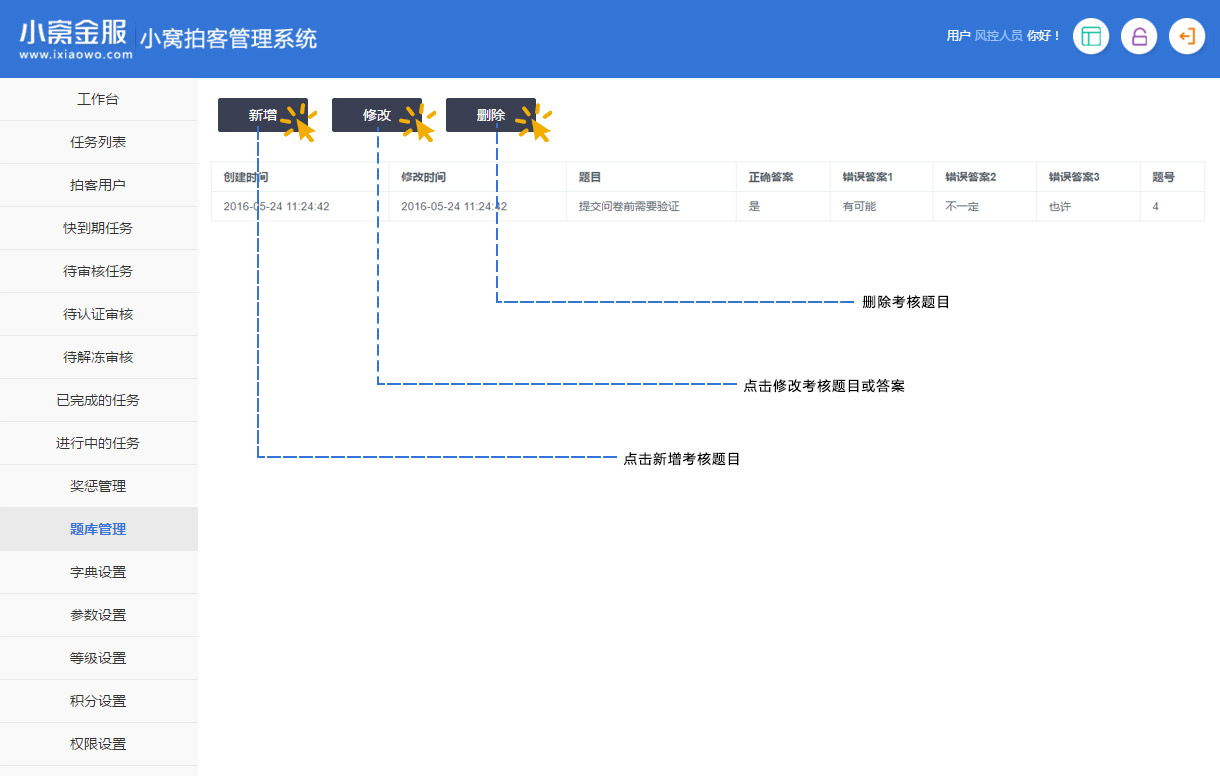 小窝金服
www.ixiaowo.com
小窝拍客管理系统
用户 风控人员 你好！
工作台
任务列表
拍客用户
快到期任务
待审核任务
待认证审核
待解冻审核
已完成的任务
进行中的任务
奖惩管理
题库管理
字典设置
参数设置
等级设置
积分设置
权限设置
新增 修改 删除
创建时间 修改时间 题目 正确答案 错误答案1 错误答案2 错误答案3 题号
2016-05-24 11:24:42 2016-05-24 11:24:42 提交问卷前需要验证 是 有可能 不一定 也许 4
删除考核题目
点击修改考核题目或答案
点击新增考核题目